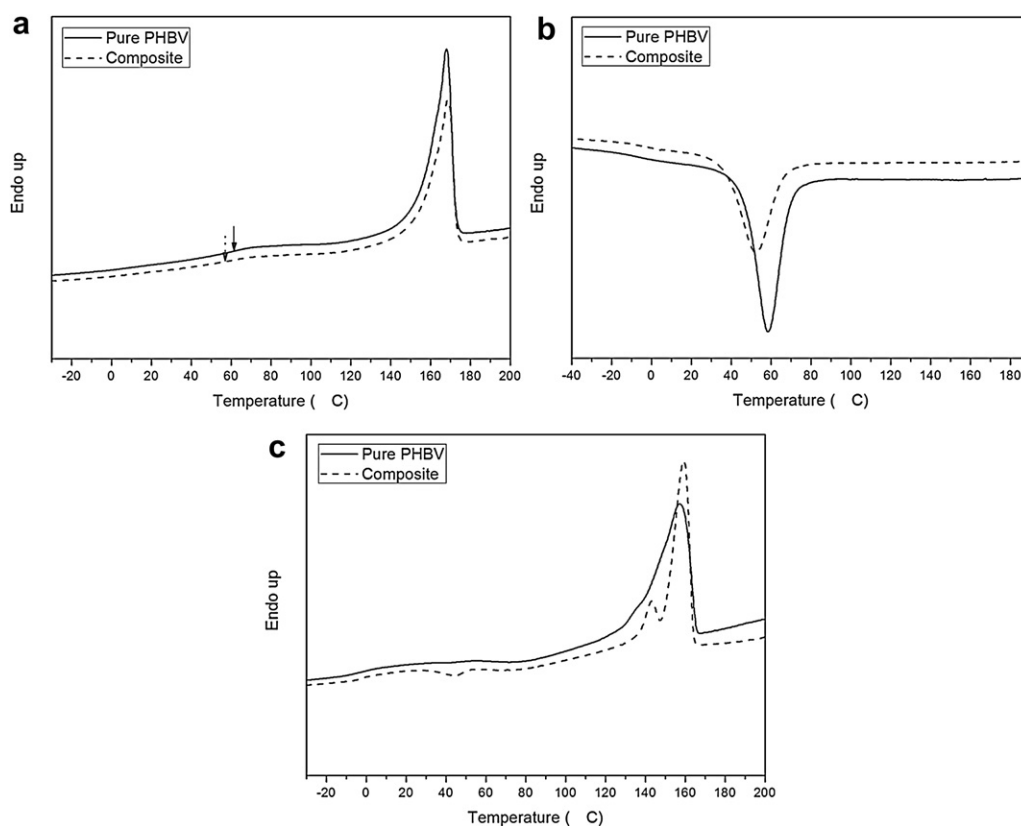 a
Pure PHBV
Composite
Endo up
-20 0 20 40 60 80 100 120 140 160 180 200
Temperature ( C)
b
Pure PHBV
Composite
Endo up
-40 -20 0 20 40 60 80 100 120 140 160 180
Temperature ( C)
c
Pure PHBV
Composite
Endo up
-20 0 20 40 60 80 100 120 140 160 180 200
Temperature ( C)